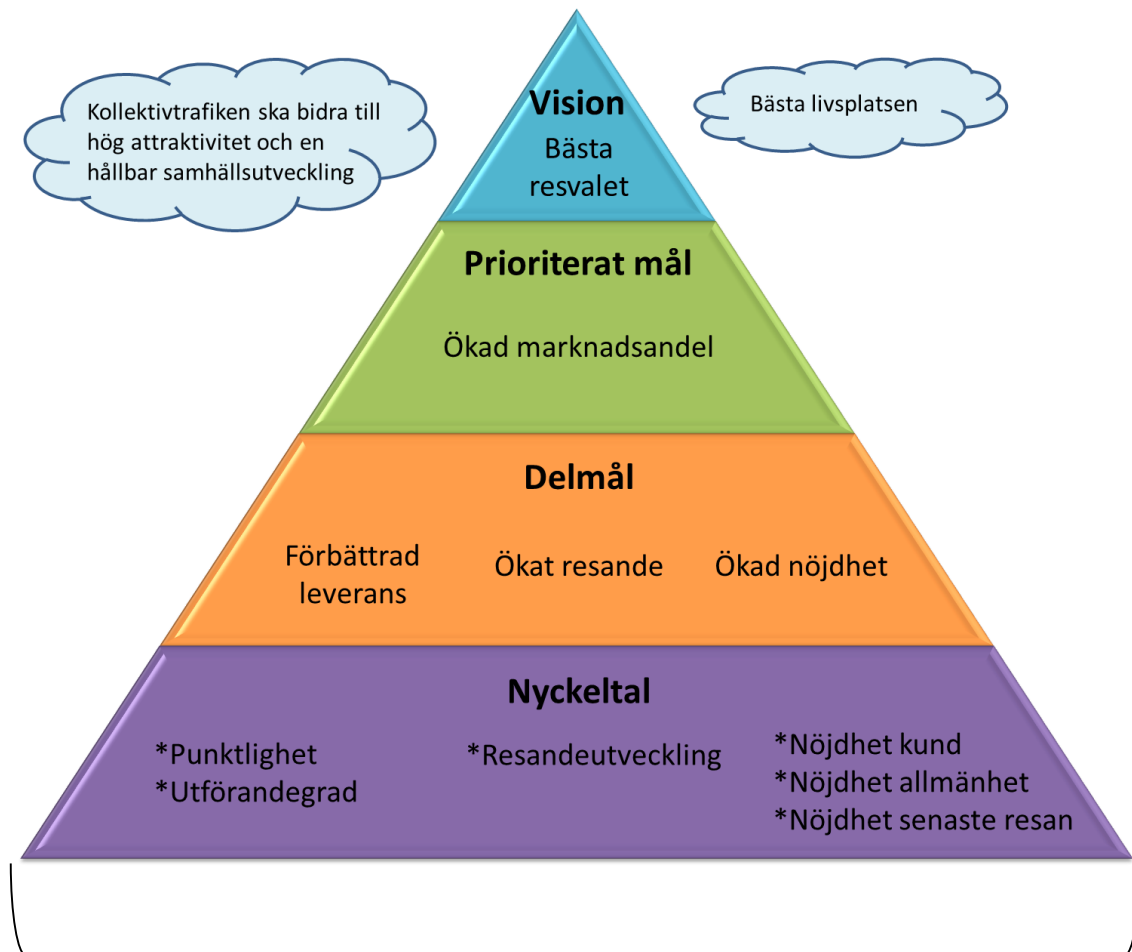 Kollektivtrafiken ska bidra till
hög attraktivitet och en
hållbar samhällsutveckling
Bästa livsplatsen
Vision
Bästa
resvalet
Prioriterat mål
Ökad marknadsandel
Delmål
Förbättrad
leverans
Ökat resande
Ökad nöjdhet
Nyckeltal
*Punktlighet
*Utförandegrad
*Resandeutveckling
*Nöjdhet kund
*Nöjdhet allmänhet
*Nöjdhet senaste resan